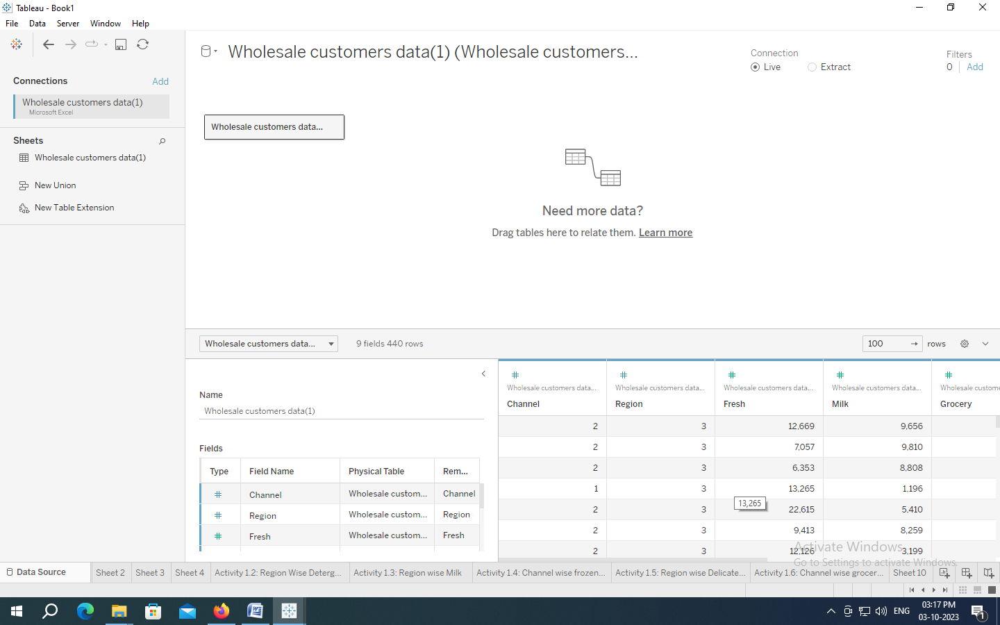 Tableau - Book1
File Data Server Window Help
Connections Add
Wholesale customers data(1)
Microsoft Excel
Sheets
Wholesale customers data(1)
New Union
New Table Extension
Wholesale customers data(1) (Wholesale customers...
Connection
Live Extract
Filters
0 Add
Wholesale customers data...
Need more data?
Drag tables here to relate them. Learn more
Wholesale customers data... 9 fields 440 rows 100 rows
Name
Wholesale customers data(1)
Fields
Type Field Name Physical Table Rem...
Channel Wholesale custom... Channel
Region Wholesale custom... Region
Fresh Wholesale custom... Fresh
Wholesale customers data... Wholesale customers data... Wholesale customers data... Wholesale customers data... Wholesale custome
Channel Region Fresh Milk Grocery
2 3 12,669 9,656
2 3 7,057 9,810
2 3 6,353 8,808
1 3 13,265 1,196
13,265
2 3 22,615 5,410
2 3 9,413 8,259
2 3 12,126 3,199
Activate Windows
Go to Settings to activate Windows.
Data Source Sheet 2 Sheet 3 Sheet 4 Activity 1.2: Region Wise Deterg... Activity 1.3: Region wise Milk Activity 1.4: Channel wise frozen... Activity 1.5: Region wise Delicate... Activity 1.6: Channel wise grocer... Sheet 10
ENG
03:17 PM
03-10-2023
1